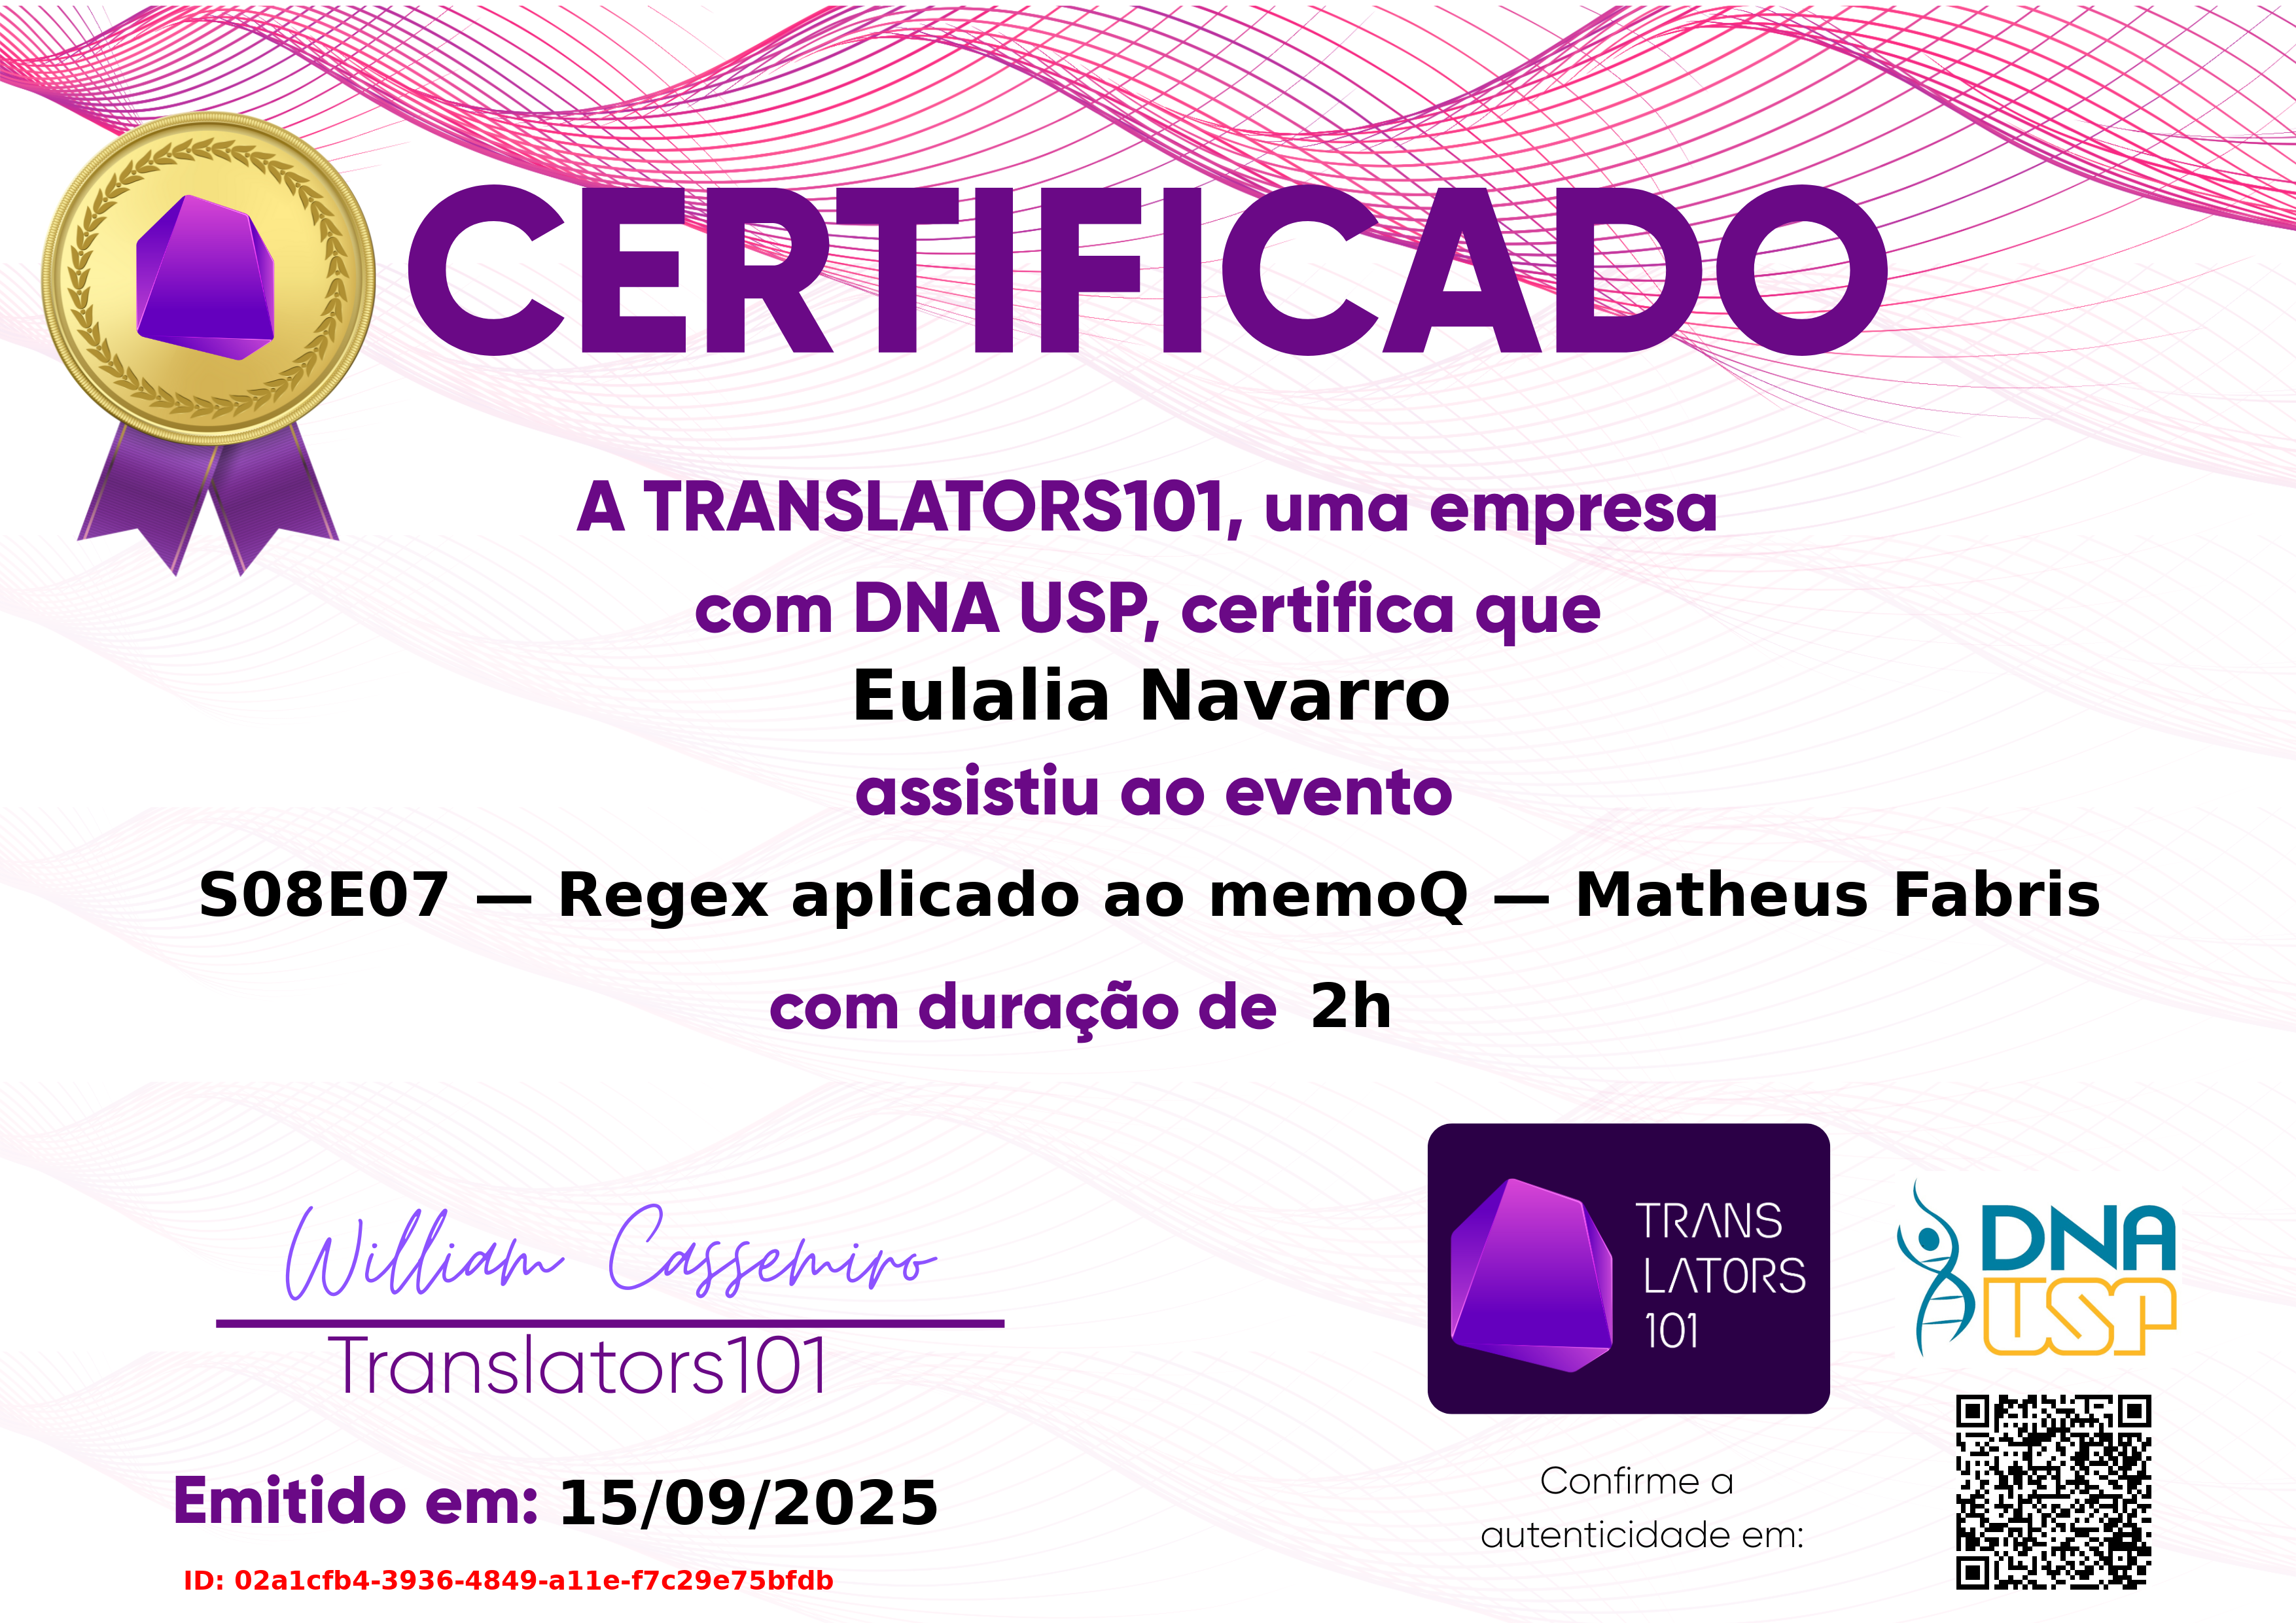 CERTIFICADO
A TRANSLATORS101, uma empresa
com DNA USP, certifica que
Eulalia Navarro
assistiu ao evento
S08E07 — Regex aplicado ao memoQ — Matheus Fabris
com duração de 2h
William Cassemiro
Translators101
TRANS
LATORS
101
DNA
USP
Emitido em: 15/09/2025
Confirme a
autenticidade em:
ID: 02a1cfb4-3936-4849-a11e-f7c29e75bfdb